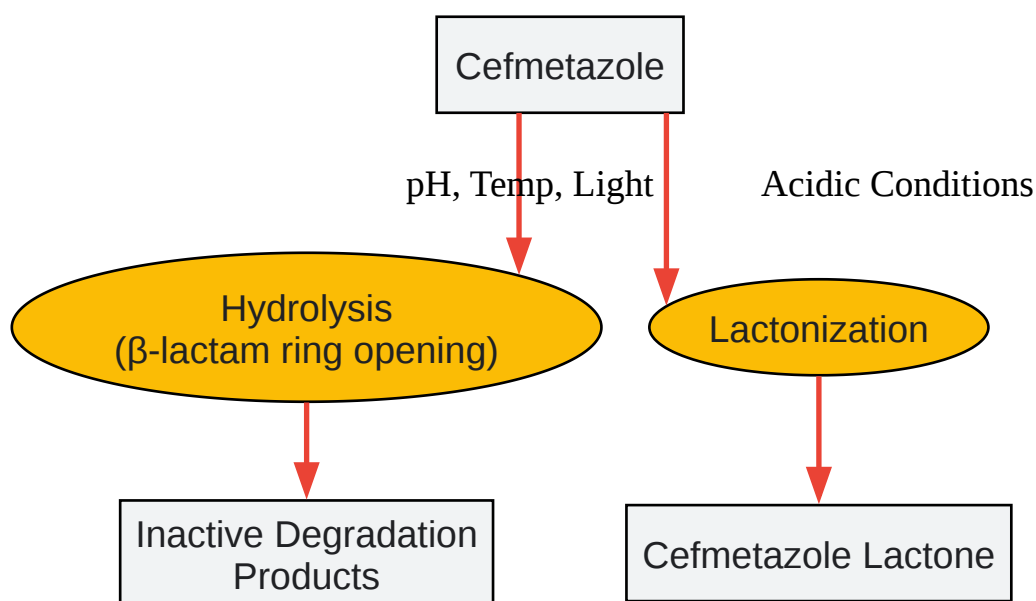 Cefmetazole
pH, Temp, Light
Acidic Conditions
Hydrolysis
(β-lactam ring opening)
Lactonization
Inactive Degradation
Products
Cefmetazole Lactone